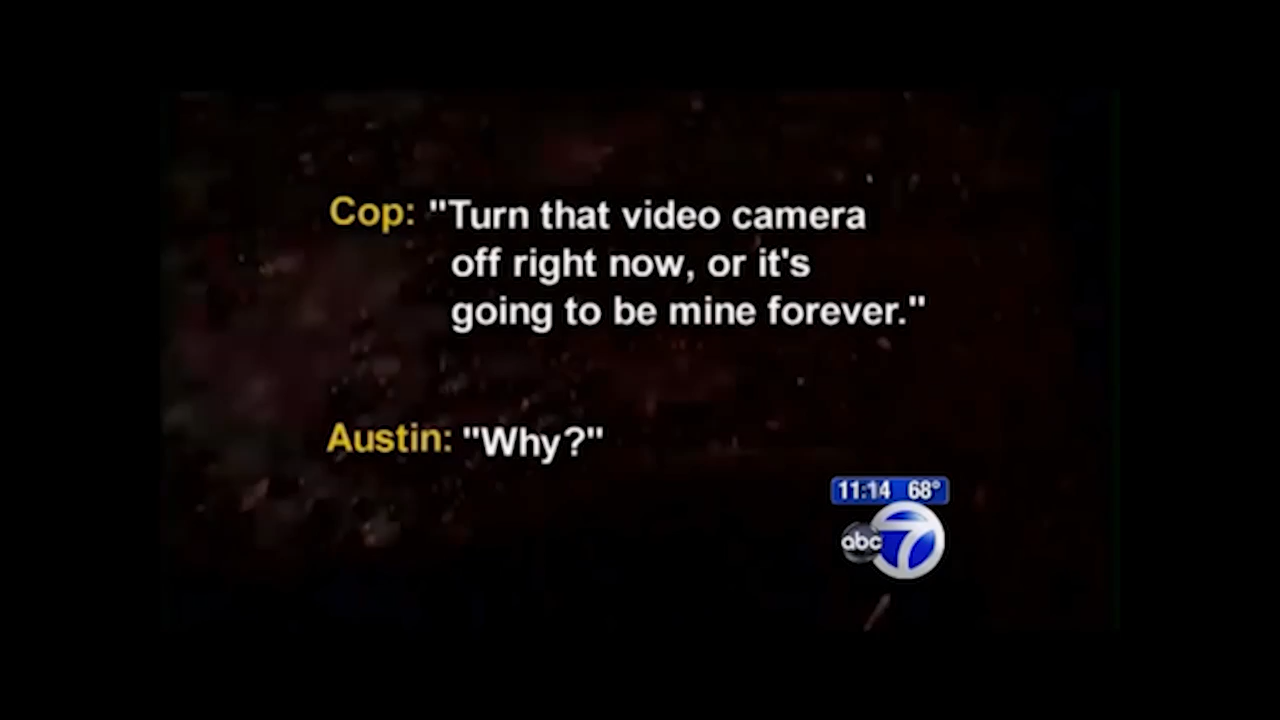 Cop: "Turn that video camera
off right now, or it's
going to be mine forever."
Austin: "Why?"
11:14 68°
abc 7